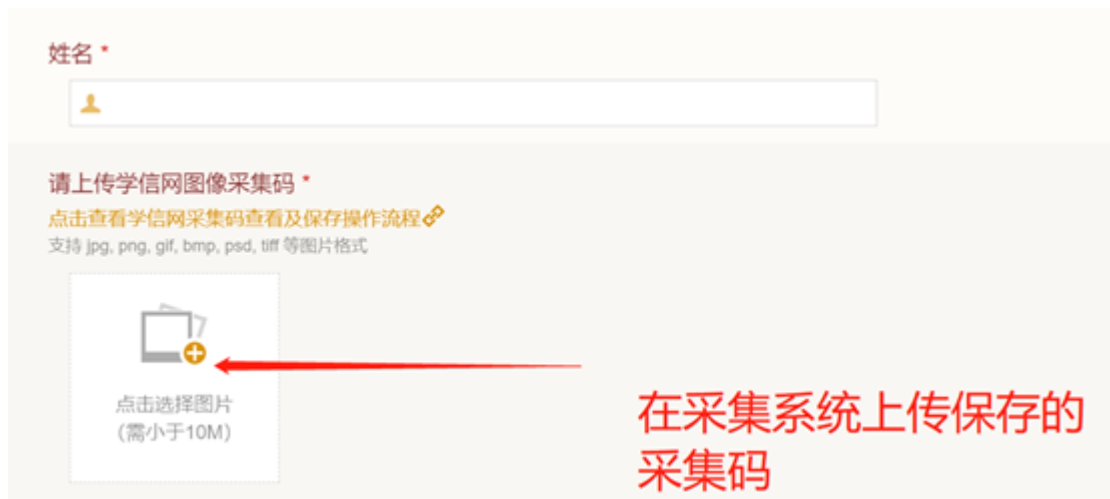 姓名 *
请上传学信网图像采集码 *
点击查看学信网采集码查看及保存操作流程
支持 jpg, png, gif, bmp, psd, tiff 等图片格式
点击选择图片
（需小于10M）
在采集系统上传保存的
采集码